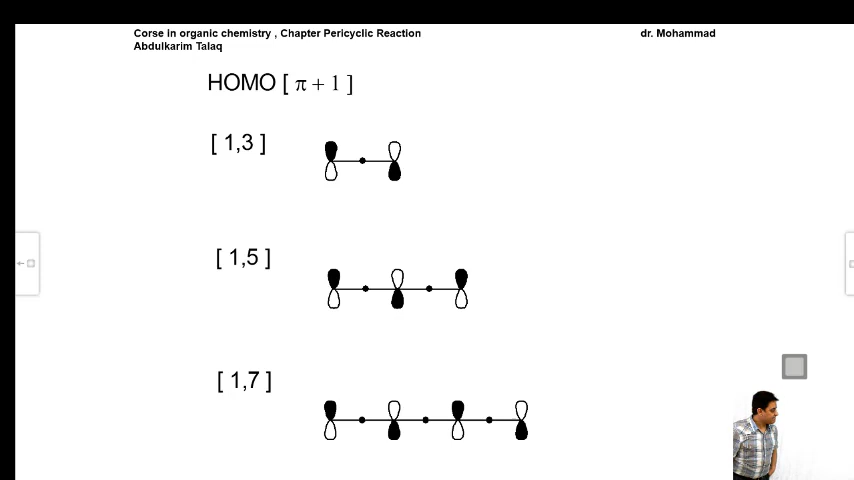 Corse in organic chemistry , Chapter Pericyclic Reaction dr. Mohammad
Abdulkarim Talaq
HOMO [ π + 1 ]
[ 1,3 ]
[ 1,5 ]
[ 1,7 ]